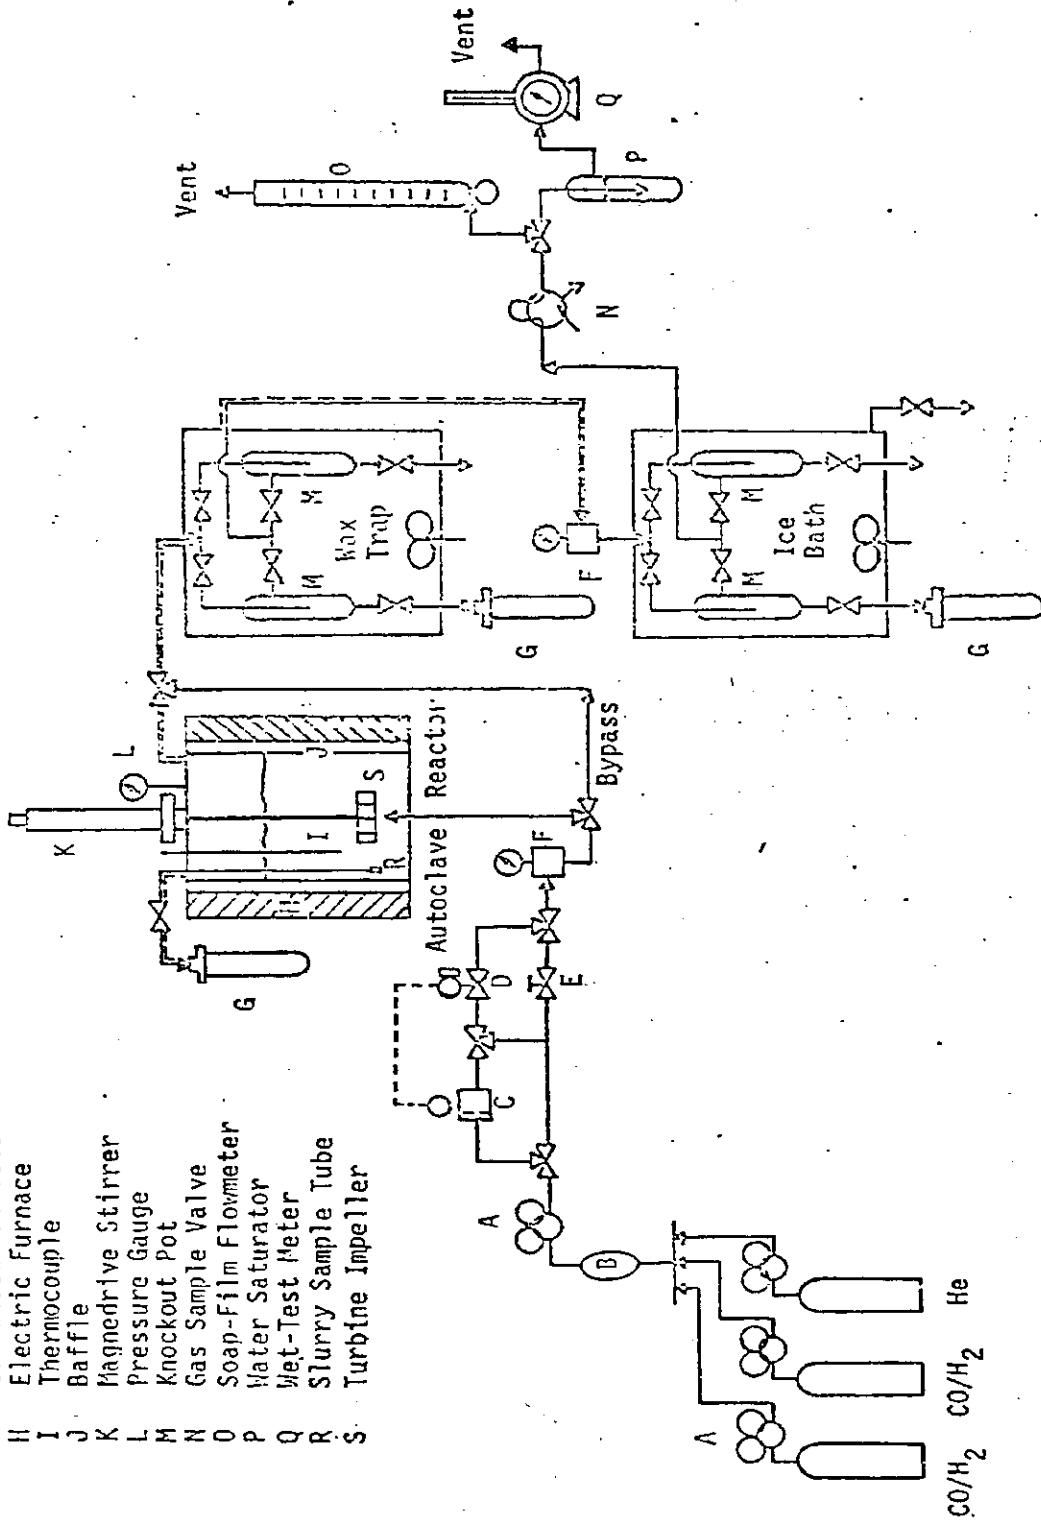 H Electric Furnace
I Thermocouple
J Baffle
K Magnedrive Stirrer
L Pressure Gauge
M Knockout Pot
N Gas Sample Valve
O Soap-Film Flowmeter
P Water Saturator
Q Wet-Test Meter
R Slurry Sample Tube
S Turbine Impeller
K
L
G
H
I
R
J
S
Autoclave Reactor
Vent
O
Vent
Q
P
N
M
Wax
Trap
M
G
F
M
Ice
Bath
M
G
Bypass
F
D
E
C
A
B
A
CO/H2
CO/H2
He